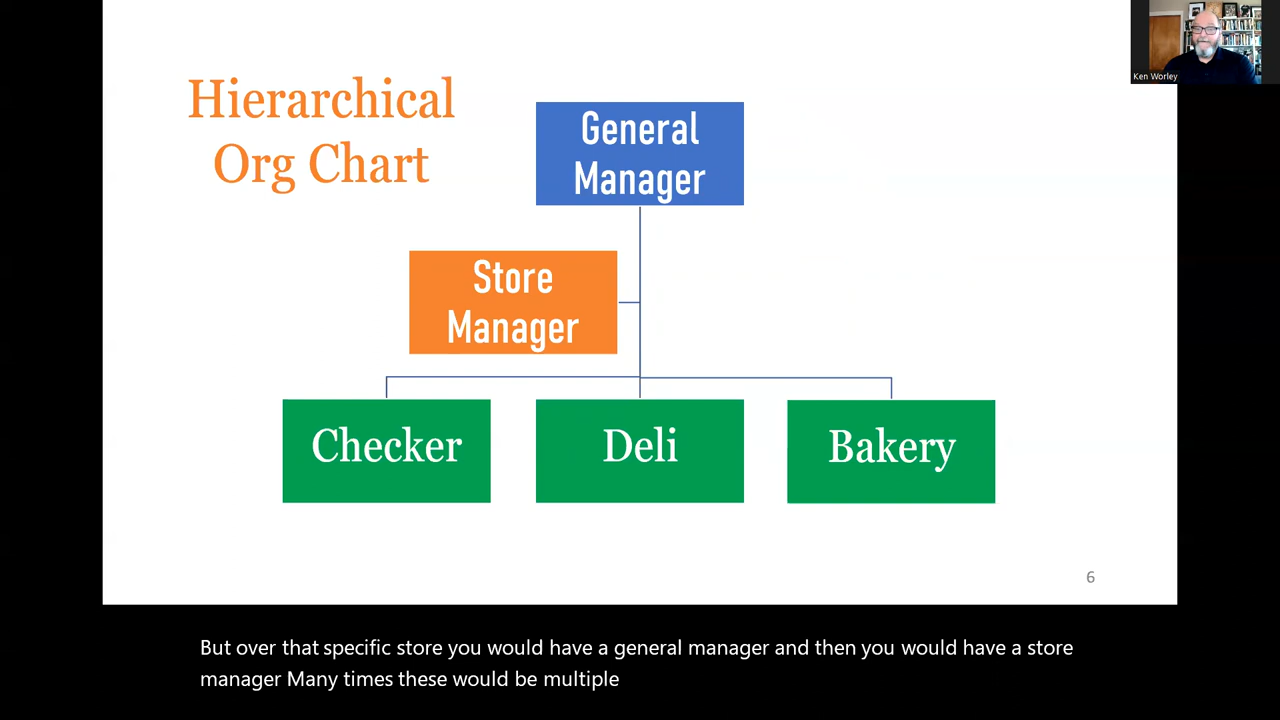 Ken Worley
Hierarchical
Org Chart
General
Manager
Store
Manager
Checker
Deli
Bakery
6
But over that specific store you would have a general manager and then you would have a store
manager Many times these would be multiple